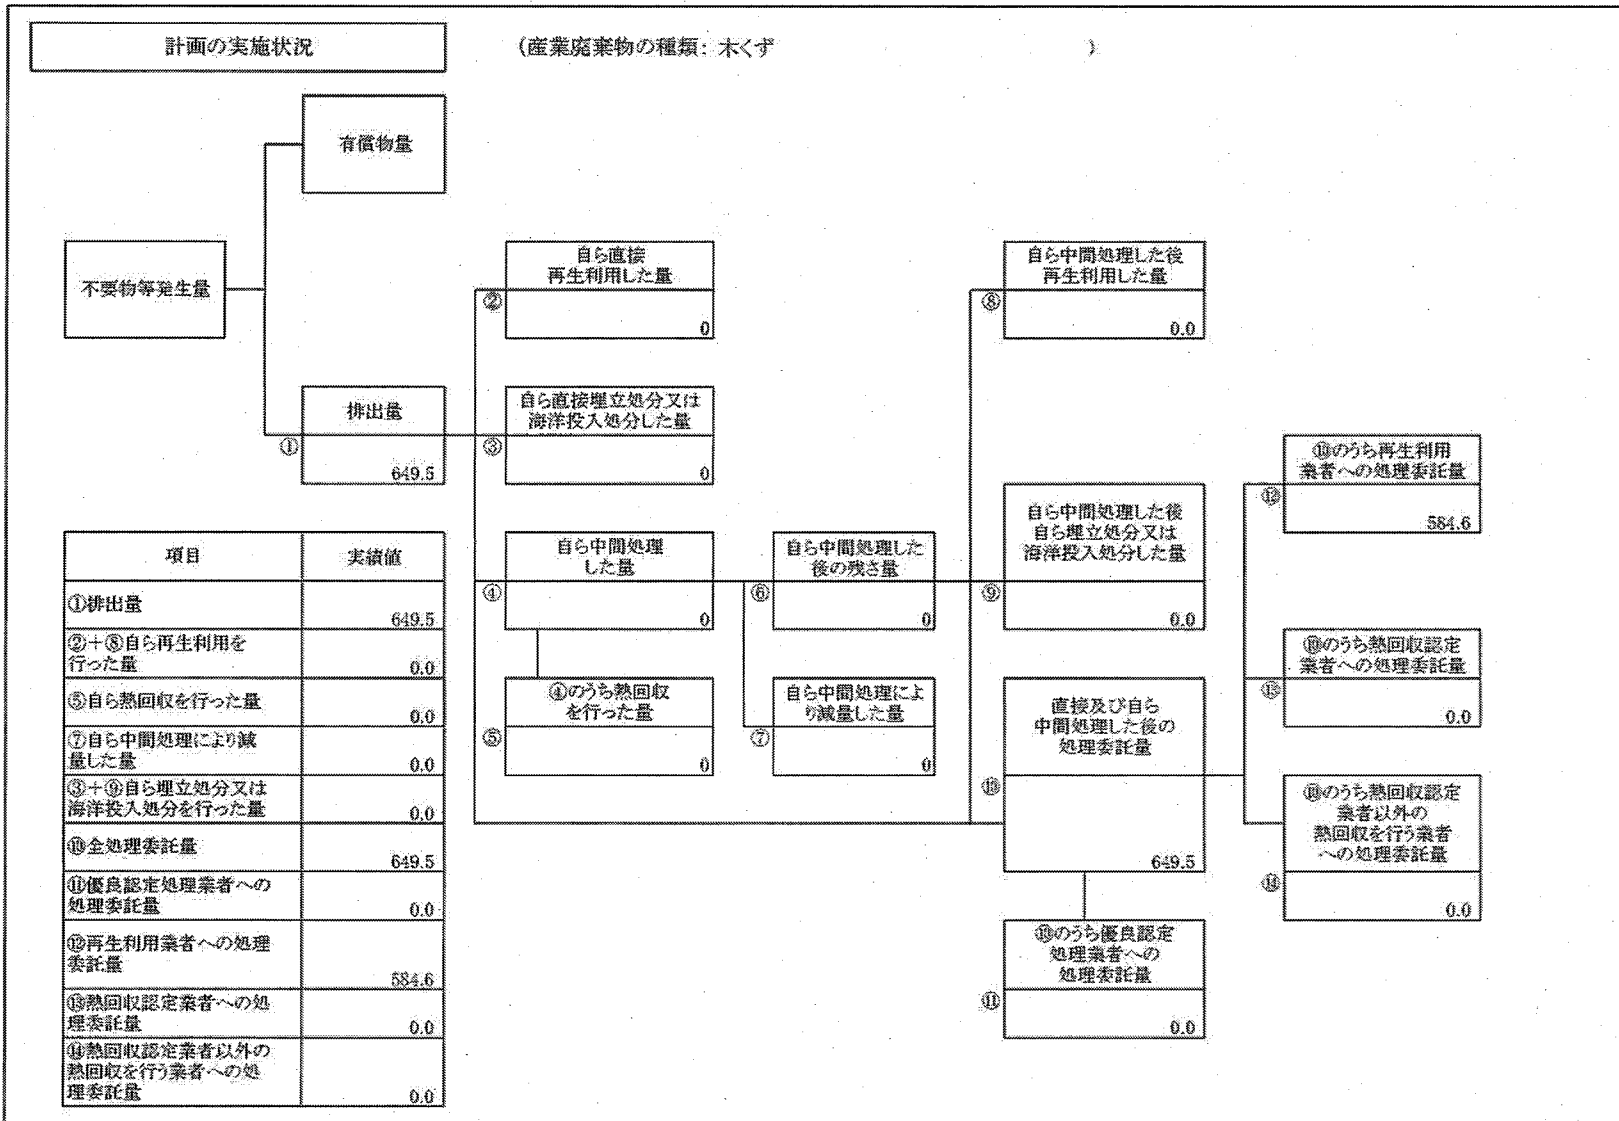 計画の実施状況
(産業廃棄物の種類: 木くず )
有償物量
不要物等発生量
自ら直接
再生利用した量
②
0
自ら中間処理した後
再生利用した量
⑧
0.0
排出量
①
649.5
自ら直接埋立処分又は
海洋投入処分した量
③
0
⑩のうち再生利用
業者への処理委託量
⑫
584.6
自ら中間処理
した量
④
0
自ら中間処理した
後の残さ量
⑥
0
自ら中間処理した後
自ら埋立処分又は
海洋投入処分した量
⑨
0.0
⑩のうち熱回収認定
業者への処理委託量
⑬
0.0
④のうち熱回収
を行った量
⑤
0
自ら中間処理によ
り減量した量
⑦
0
直接及び自ら
中間処理した後の
処理委託量
⑩
649.5
⑩のうち熱回収認定
業者以外の
熱回収を行う業者
への処理委託量
⑭
0.0
⑩のうち優良認定
処理業者への
処理委託量
⑪
0.0
項目 実績値
①排出量
649.5
②+⑧自ら再生利用を
行った量 0.0
⑤自ら熱回収を行った量
0.0
⑦自ら中間処理により減
量した量 0.0
③+⑨自ら埋立処分又は
海洋投入処分を行った量 0.0
⑩全処理委託量
649.5
⑪優良認定処理業者への
処理委託量 0.0
⑫再生利用業者への処理
委託量
584.6
⑬熱回収認定業者への処
理委託量 0.0
⑭熱回収認定業者以外の
熱回収を行う業者への処
理委託量 0.0